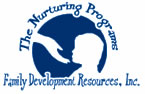 The Nurturing Programs
Family Development Resources, Inc.